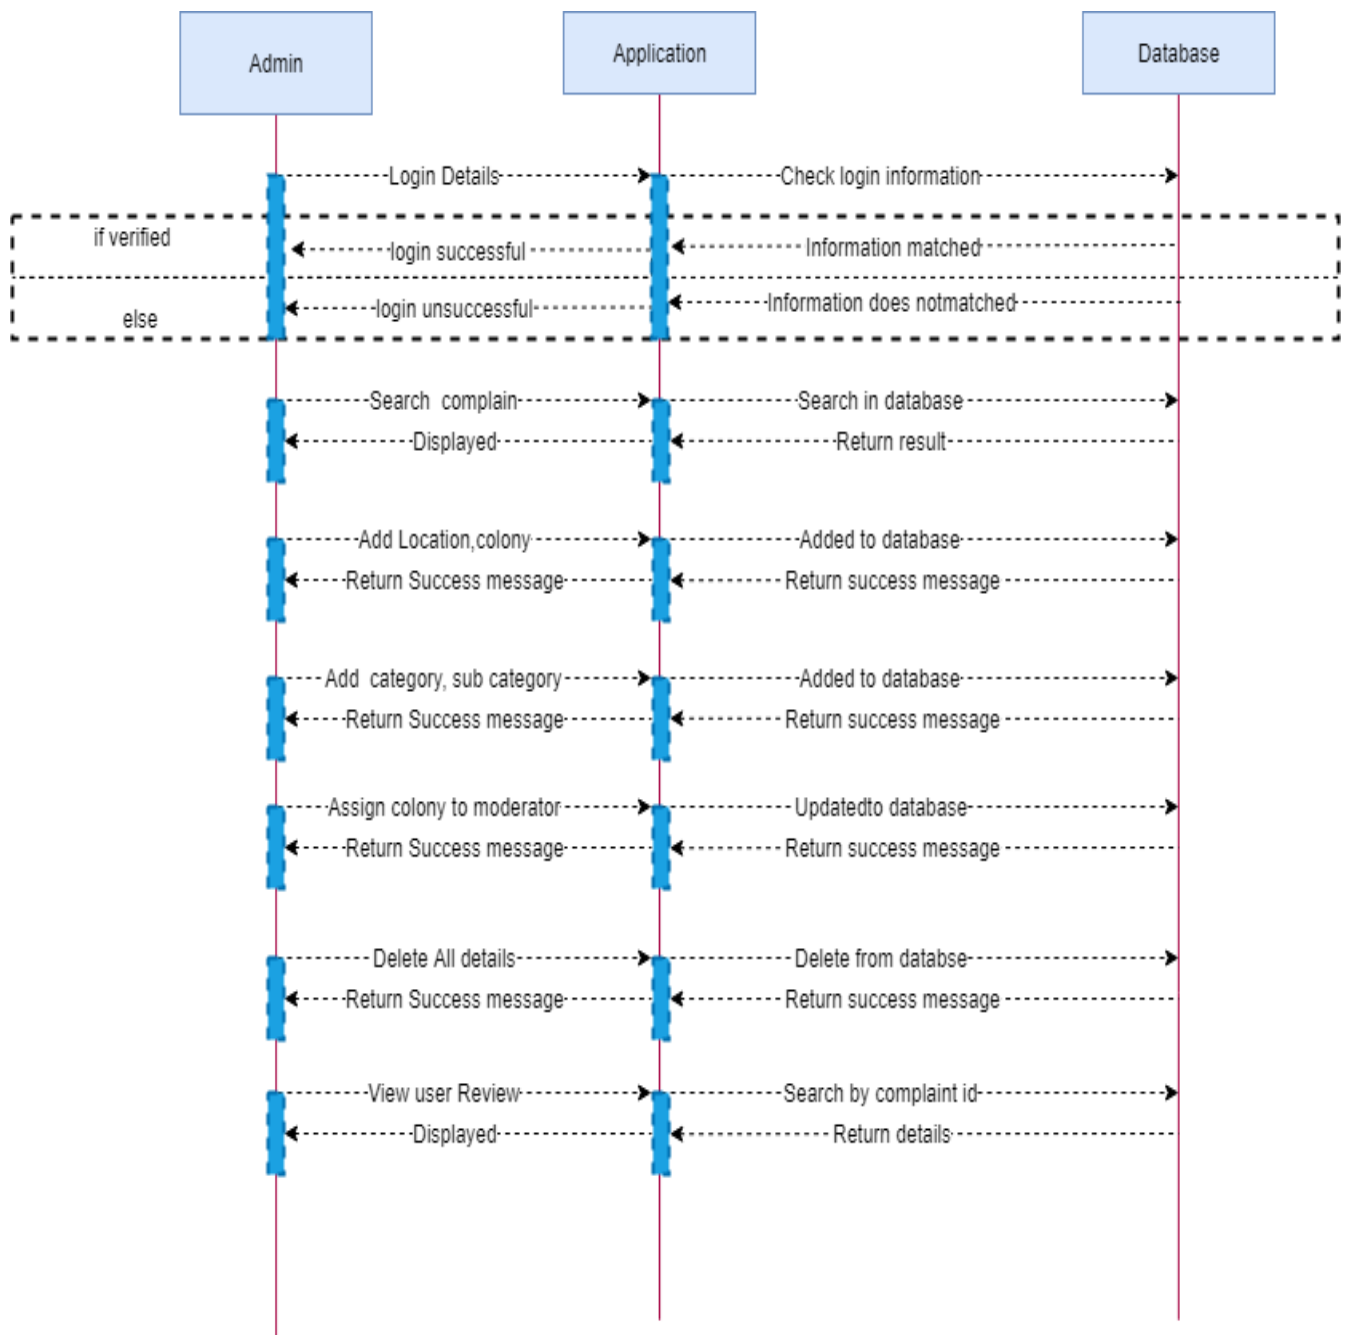 Admin
Application
Database
Login Details
Check login information
if verified
login successful
Information matched
login unsuccessful
Information does notmatched
else
Search  complain
Search in database
Displayed
Return result
Add Location,colony
Added to database
Return Success message
Return success message
Add  category, sub category
Added to database
Return Success message
Return success message
Assign colony to moderator
Updatedto database
Return Success message
Return success message
Delete All details
Delete from databse
Return Success message
Return success message
View user Review
Search by complaint id
Displayed
Return details